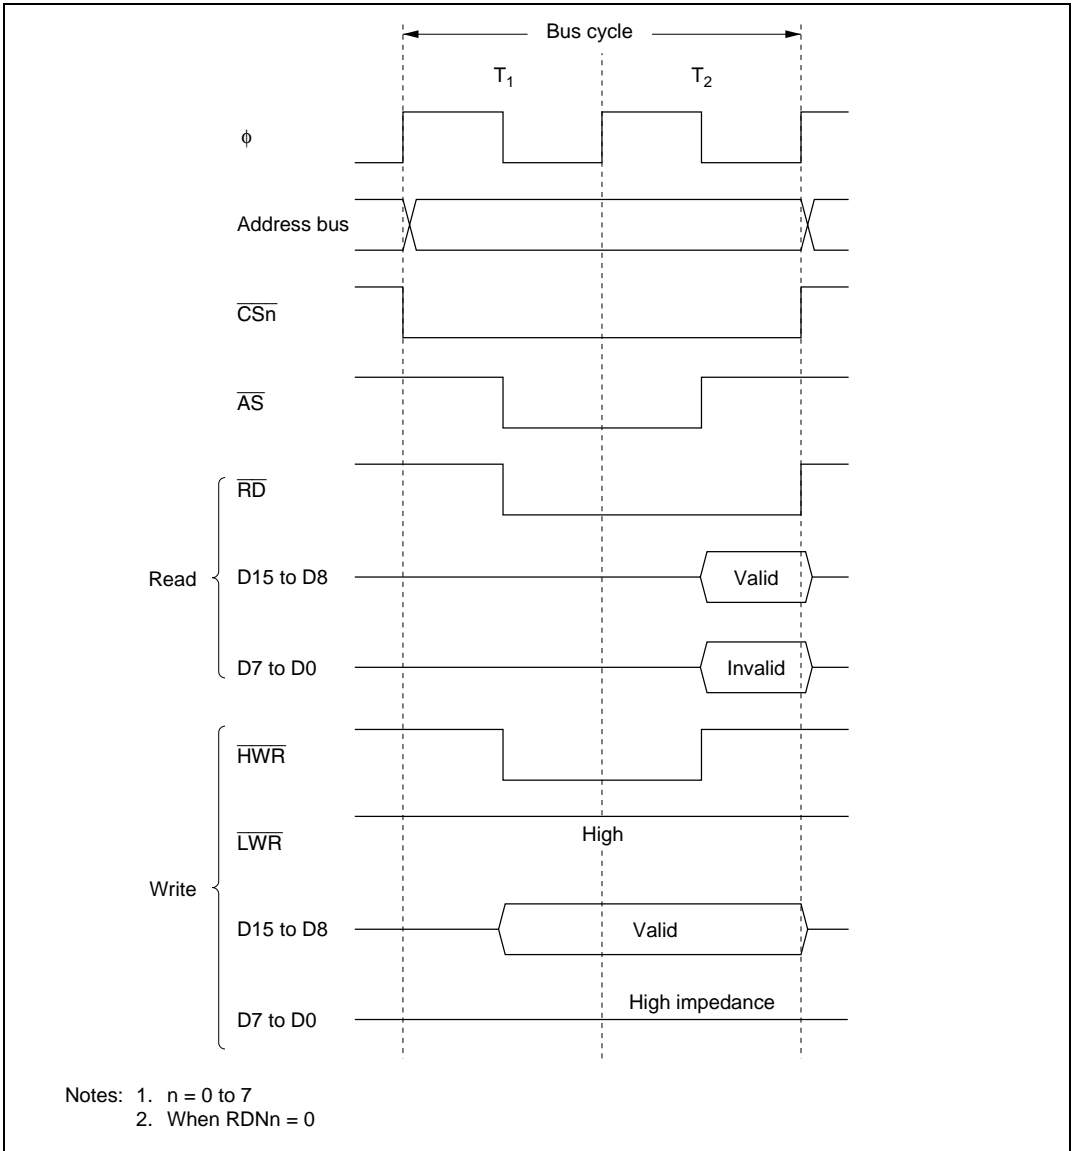 Bus cycle
T1 T2
ϕ
Address bus
CSn
AS
RD
Read D15 to D8 Valid
D7 to D0 Invalid
HWR
High
LWR
Write
D15 to D8 Valid
High impedance
D7 to D0
Notes: 1. n = 0 to 7
2. When RDNn = 0